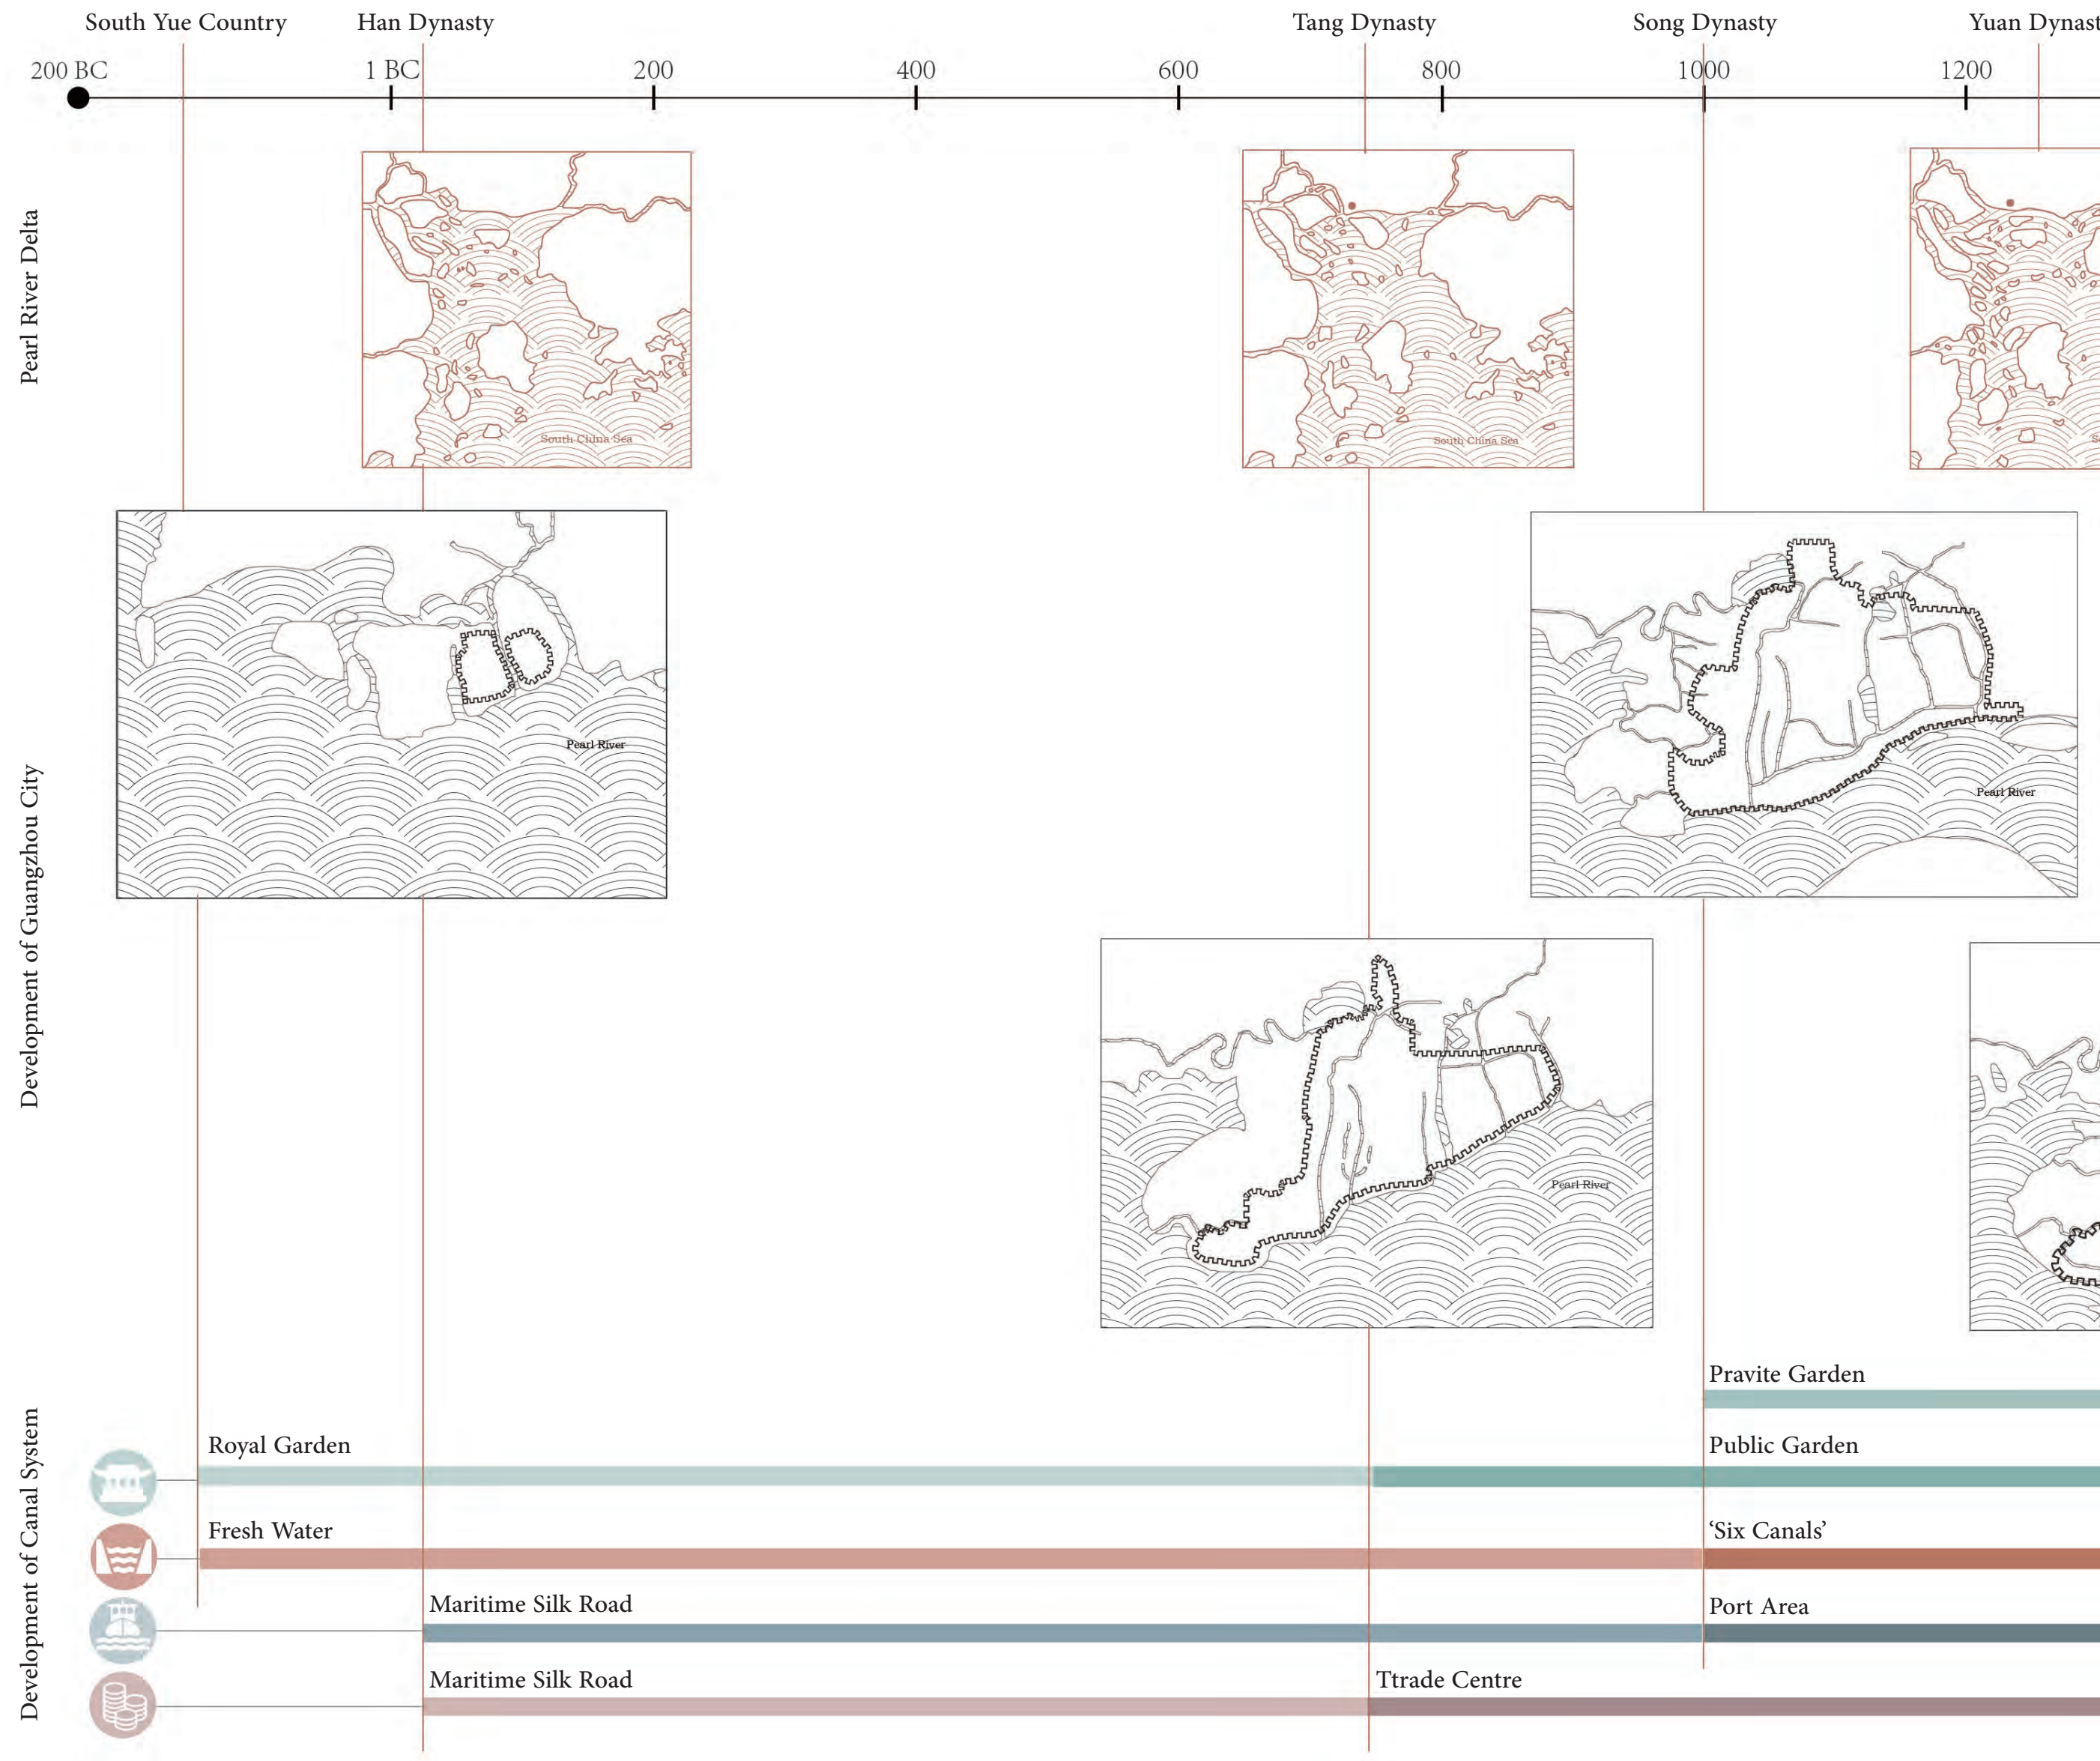 South Yue Country
Han Dynasty
Tang Dynasty
Song Dynasty
Yuan Dynast
200 BC
1 BC
200
400
600
800
1000
1200
Pearl River Delta
South China Sea
South China Sea
S
Development of Guangzhou City
Pearl River
Pearl River
Pearl River
Development of Canal System
Pravite Garden
Royal Garden
Public Garden
Fresh Water
‘Six Canals’
Maritime Silk Road
Port Area
Maritime Silk Road
Ttrade Centre